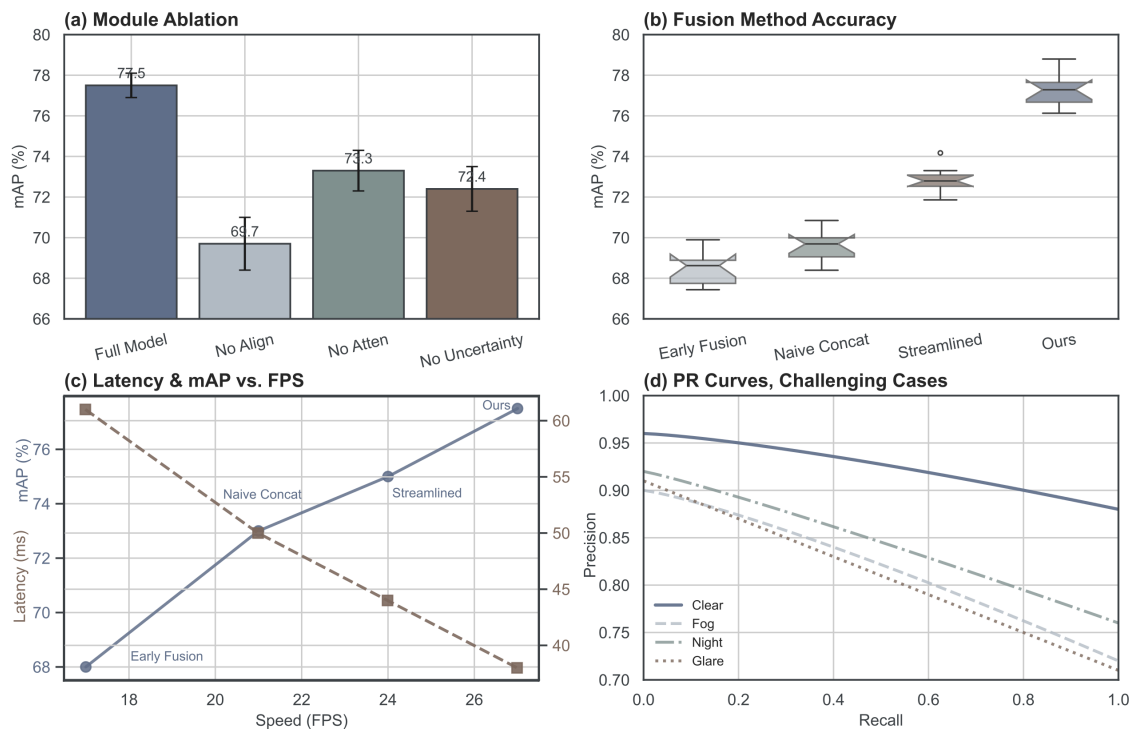 (a) Module Ablation
80
78
76
74
72
70
68
66
mAP (%)
77.5
69.7
73.3
72.4
Full Model
No Align
No Atten
No Uncertainty
(b) Fusion Method Accuracy
80
78
76
74
72
70
68
66
mAP (%)
Early Fusion
Naive Concat
Streamlined
Ours
(c) Latency & mAP vs. FPS
76
74
72
70
68
mAP (%)
Latency (ms)
60
55
50
45
40
Ours
Naive Concat
Streamlined
Early Fusion
18
20
22
24
26
Speed (FPS)
(d) PR Curves, Challenging Cases
1.00
0.95
0.90
0.85
0.80
0.75
0.70
Precision
Clear
Fog
Night
Glare
0.0
0.2
0.4
0.6
0.8
1.0
Recall